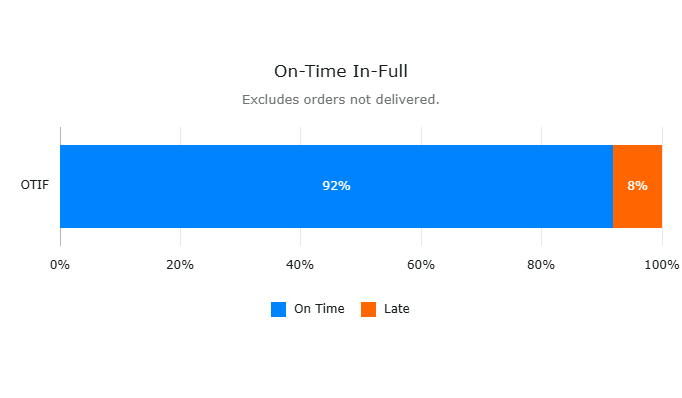 On-Time In-Full
Excludes orders not delivered.
OTIF
92%
8%
0%
20%
40%
60%
80%
100%
On Time
Late